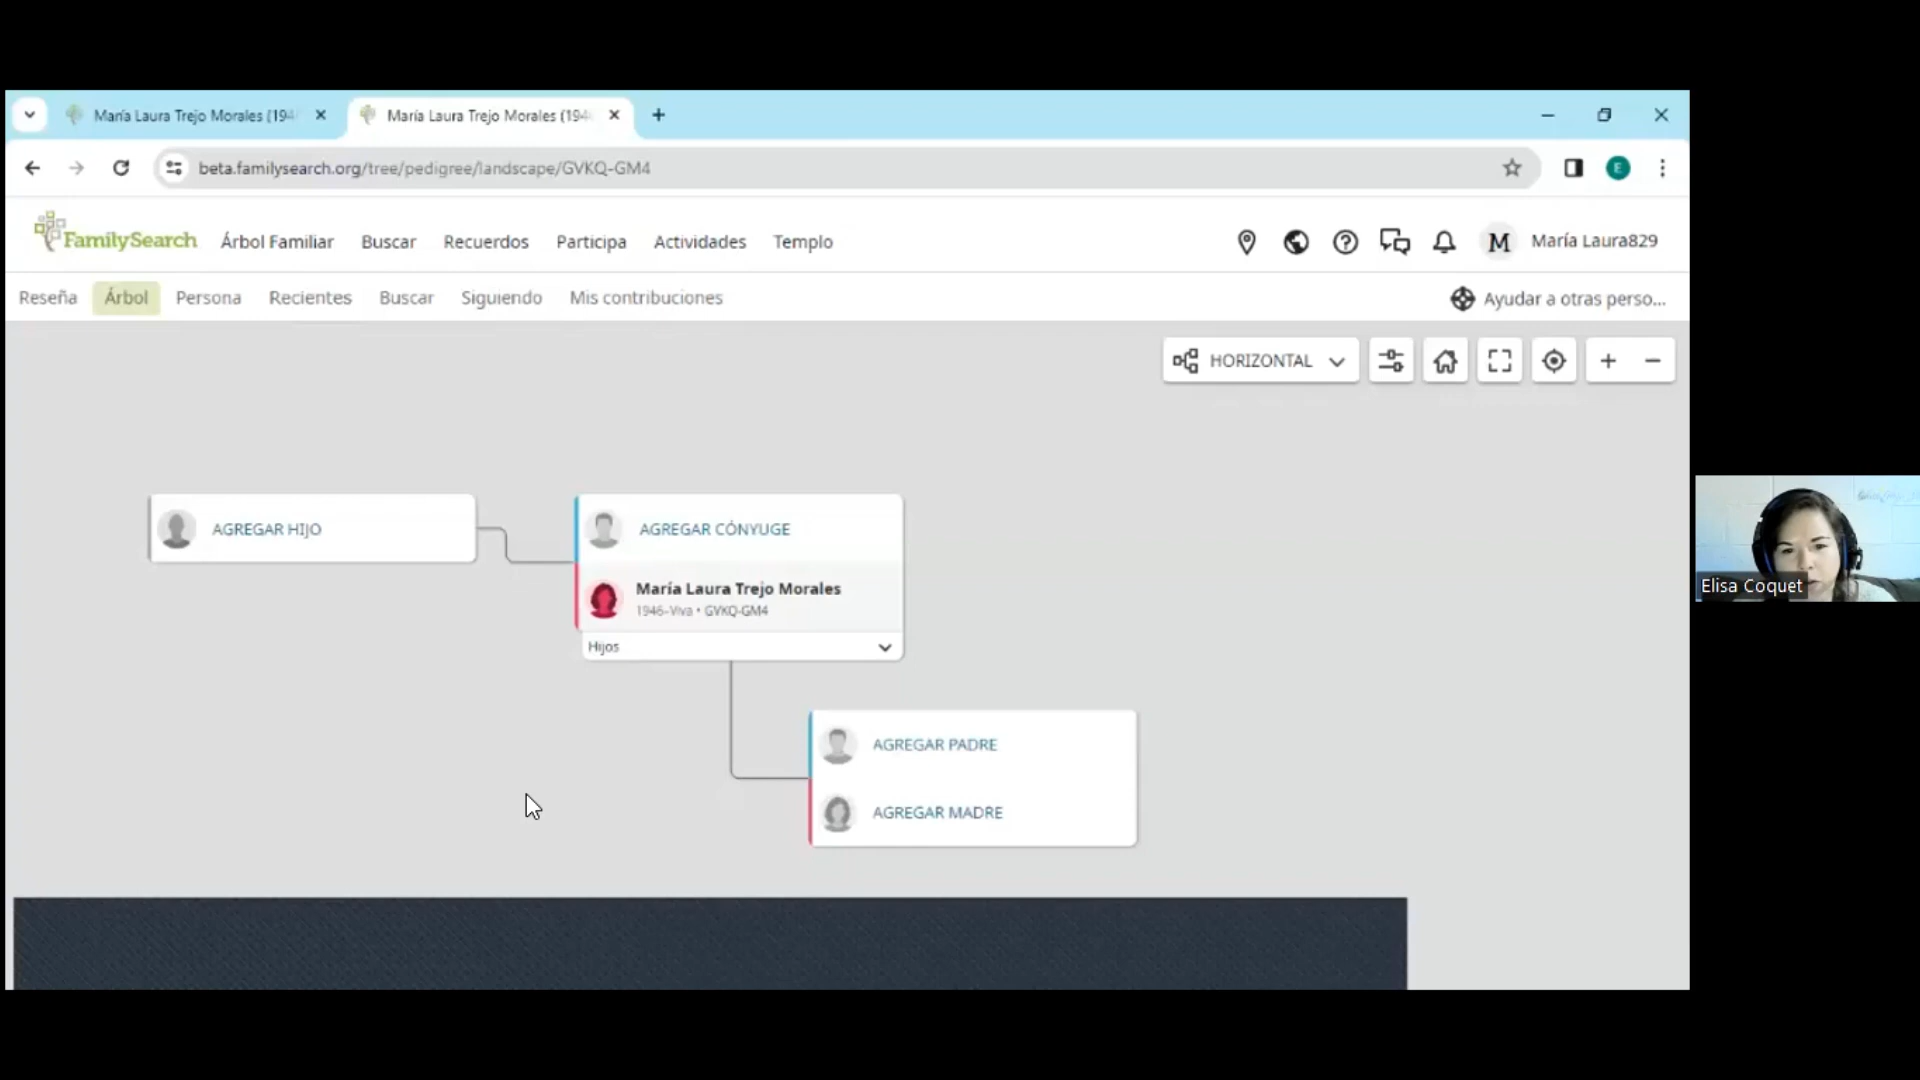 María Laura Trejo Morales (194
María Laura Trejo Morales (194
beta.familysearch.org/tree/pedigree/landscape/GVKQ-GM4
E
FamilySearch
Árbol Familiar
Buscar
Recuerdos
Participa
Actividades
Templo
M
María Laura829
Reseña
Árbol
Persona
Recientes
Buscar
Siguiendo
Mis contribuciones
Ayudar a otras perso...
HORIZONTAL
AGREGAR HIJO
AGREGAR CÓNYUGE
María Laura Trejo Morales
1946-Viva • GVKQ-GM4
Hijos
AGREGAR PADRE
AGREGAR MADRE
Elisa Coquet